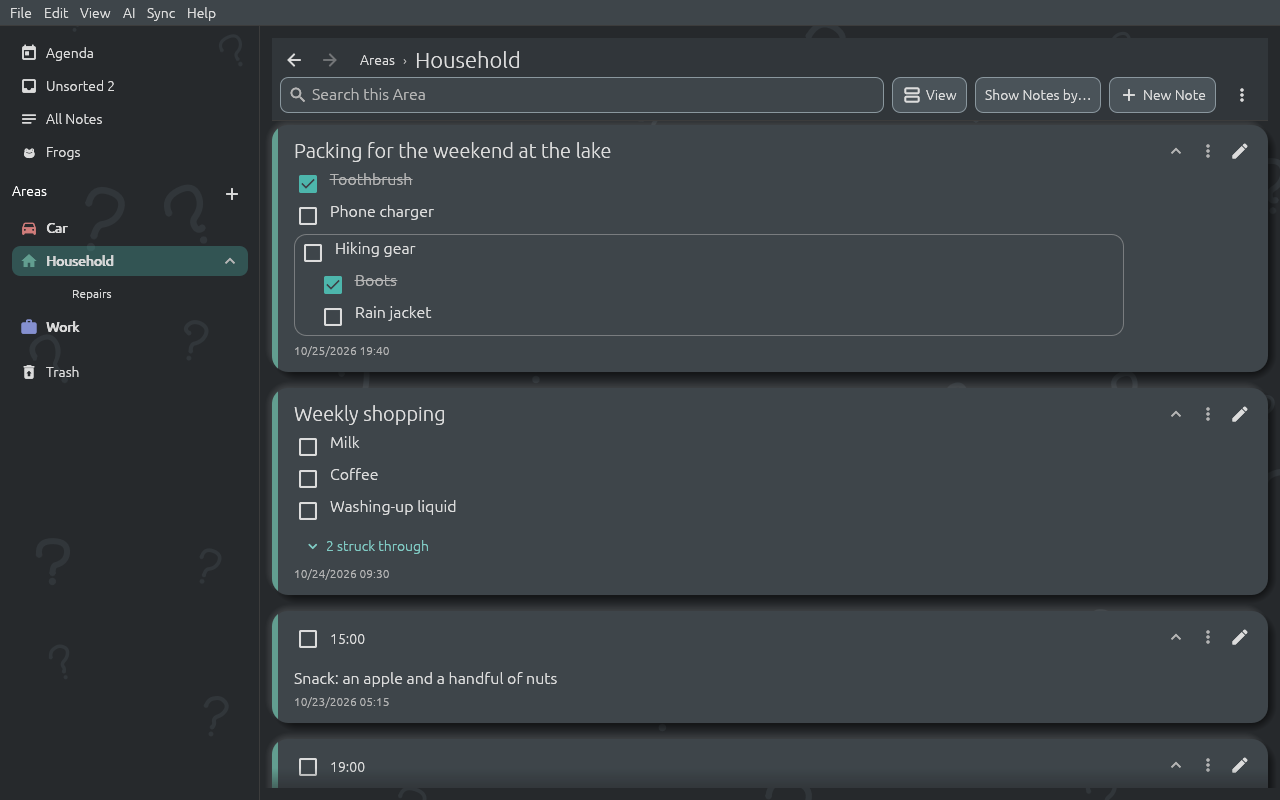 File Edit View AI Sync Help
Agenda
Unsorted 2
All Notes
Frogs
Areas
Car
Household
Repairs
Work
Trash
Areas › Household
Search this Area
View
Show Notes by...
New Note
Packing for the weekend at the lake
Toothbrush
Phone charger
Hiking gear
Boots
Rain jacket
10/25/2026 19:40
Weekly shopping
Milk
Coffee
Washing-up liquid
2 struck through
10/24/2026 09:30
15:00
Snack: an apple and a handful of nuts
10/23/2026 05:15
19:00